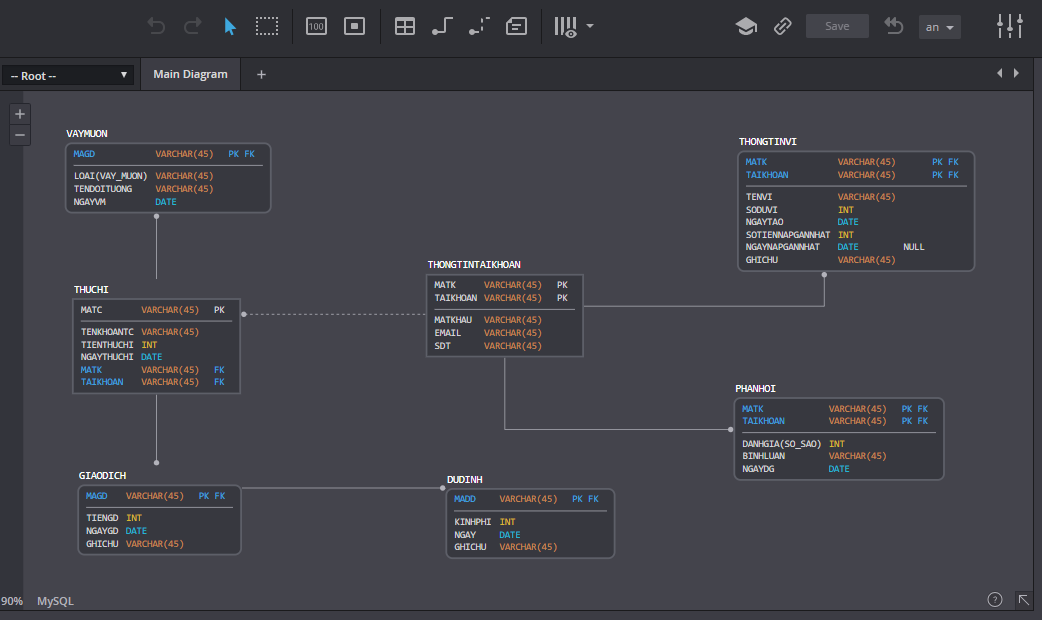 100
Save
an
-- Root --
Main Diagram
VAYMUON
MAGD VARCHAR(45) PK FK
LOAI(VAY_MUON) VARCHAR(45)
TENDOITUONG VARCHAR(45)
NGAYVM DATE
THONGTINVI
MATK VARCHAR(45) PK FK
TAIKHOAN VARCHAR(45) PK FK
TENVI VARCHAR(45)
SODUVI INT
NGAYTAO DATE
SOTIENNAPGANNHAT INT
NGAYNAPGANNHAT DATE NULL
GHICHU VARCHAR(45)
THONGTINTAIKHOAN
MATK VARCHAR(45) PK
TAIKHOAN VARCHAR(45) PK
MATKHAU VARCHAR(45)
EMAIL VARCHAR(45)
SDT VARCHAR(45)
THUCHI
MATC VARCHAR(45) PK
TENKHOANTC VARCHAR(45)
TIENTHUCHI INT
NGAYTHUCHI DATE
MATK VARCHAR(45) FK
TAIKHOAN VARCHAR(45) FK
PHANHOI
MATK VARCHAR(45) PK FK
TAIKHOAN VARCHAR(45) PK FK
DANHGIA(SO_SAO) INT
BINHLUAN VARCHAR(45)
NGAYDG DATE
GIAODICH
MAGD VARCHAR(45) PK FK
TIENGD INT
NGAYGD DATE
GHICHU VARCHAR(45)
DUDINH
MADD VARCHAR(45) PK FK
KINHPHI INT
NGAY DATE
GHICHU VARCHAR(45)
90% MySQL